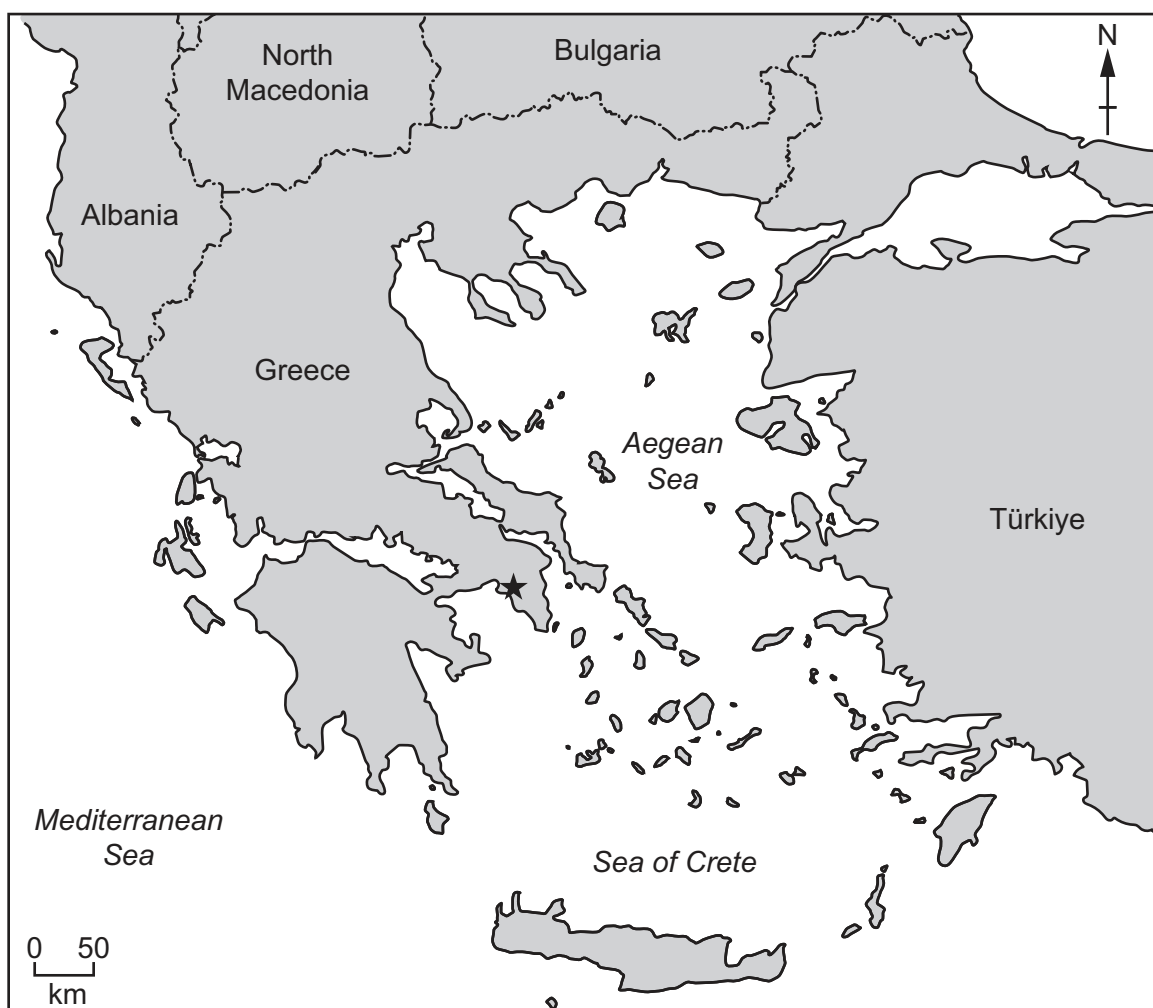 North
Macedonia
Bulgaria
N
Albania
Greece
Aegean
Sea
Türkiye
Mediterranean
Sea
Sea of Crete
0 50
km